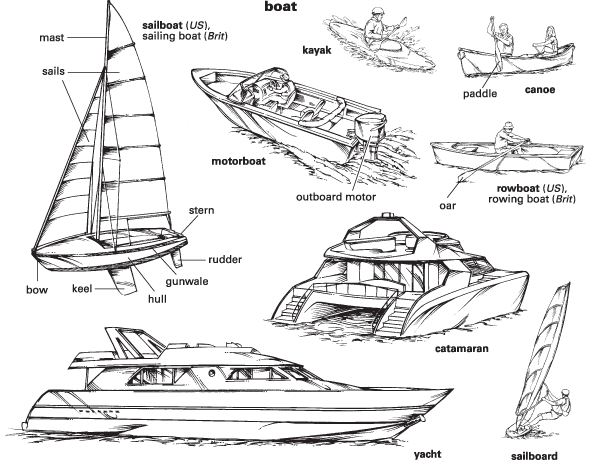 boat
mast
sails
sailboat (US),
sailing boat (Brit)
stern
rudder
gunwale
hull
keel
bow
kayak
paddle
canoe
motorboat
outboard motor
oar
rowboat (US),
rowing boat (Brit)
catamaran
yacht
sailboard